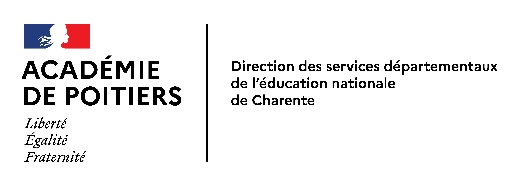 ACADÉMIE
DE POITIERS
Liberté
Égalité
Fraternité
Direction des services départementaux
de l'éducation nationale
de Charente